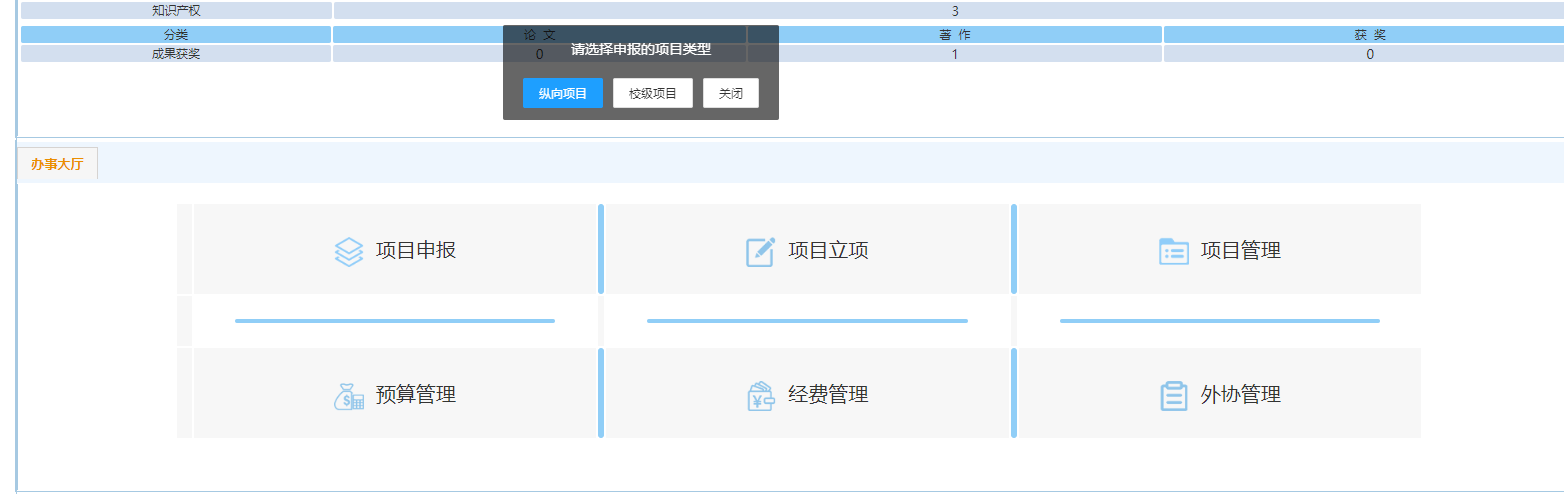 知识产权 3
分类 论 文 著 作 获 奖
成果获奖 0 1 0
请选择申报的项目类型
纵向项目 校级项目 关闭
办事大厅
项目申报 项目立项 项目管理
预算管理 经费管理 外协管理